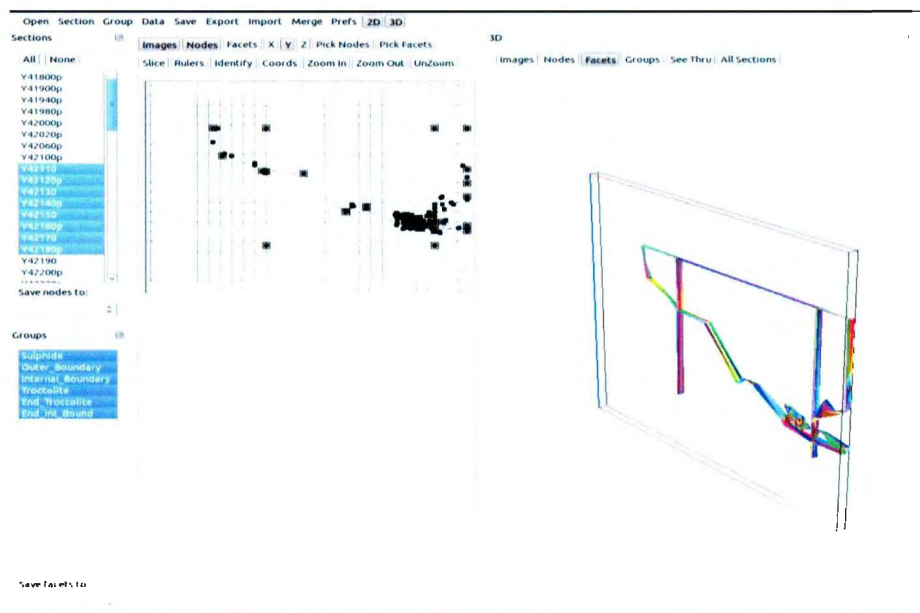 Open Section Group Data Save Export Import Merge Prefs 2D 3D
Sections
All None
Y41800p
Y41900p
Y41940p
Y41980p
Y42000p
Y42020p
Y42060p
Y42100p
Y42110
Y42120p
Y42130
Y42140p
Y42150
Y42160p
Y42170
Y42180p
Y42190
Y42200p
Save nodes to:
Groups
Sulphide
Outer_Boundary
Internal_Boundary
Troctolite
End_Troctolite
End_Int_Bound
Save facets to
Images Nodes Facets X Y Z Pick Nodes Pick Facets
Slice Rulers Identify Coords Zoom In Zoom Out UnZoom
3D
Images Nodes Facets Groups See Thru All Sections